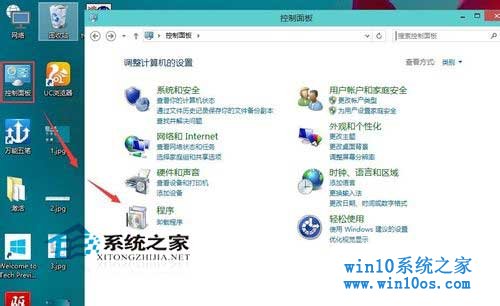 网络
回收站
控制面板
UC浏览器
万能五笔
1.jpg
激活
2.jpg
Welcome to Tech Previ...
3.jpg
控制面板
控制面板
搜索控制面板
调整计算机的设置
查看方式: 类别
系统和安全
查看你的计算机状态
通过文件历史记录保存你的文件备份副本
查找并解决问题
网络和 Internet
查看网络状态和任务
选择家庭组和共享选项
硬件和声音
查看设备和打印机
添加设备
程序
卸载程序
用户帐户和家庭安全
更改帐户类型
为用户设置家庭安全
外观和个性化
更改主题
更改桌面背景
调整屏幕分辨率
时钟、语言和区域
添加语言
更改输入法
更改日期、时间或数字格式
轻松使用
使用 Windows 建议的设置
优化视觉显示
系统之家
XITONGZHIJIA.NET
win10系统之家
www.win10os.com